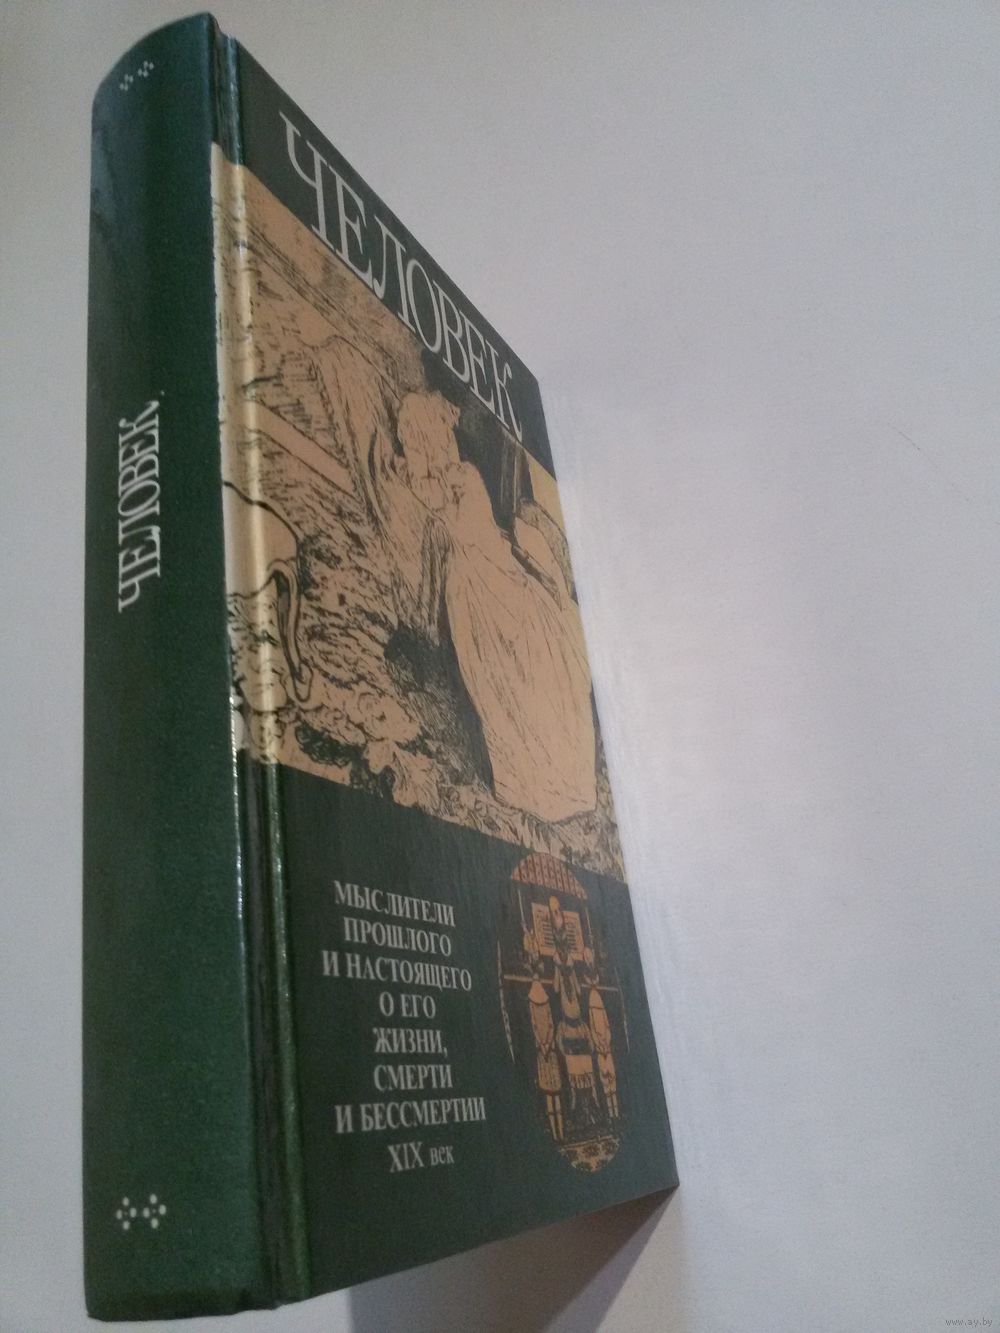 ЧЕЛОВЕК
ЧЕЛОВЕК
МЫСЛИТЕЛИ
ПРОШЛОГО
И НАСТОЯЩЕГО
О ЕГО
ЖИЗНИ,
СМЕРТИ
И БЕССМЕРТИИ
XIX век
www.ay.by